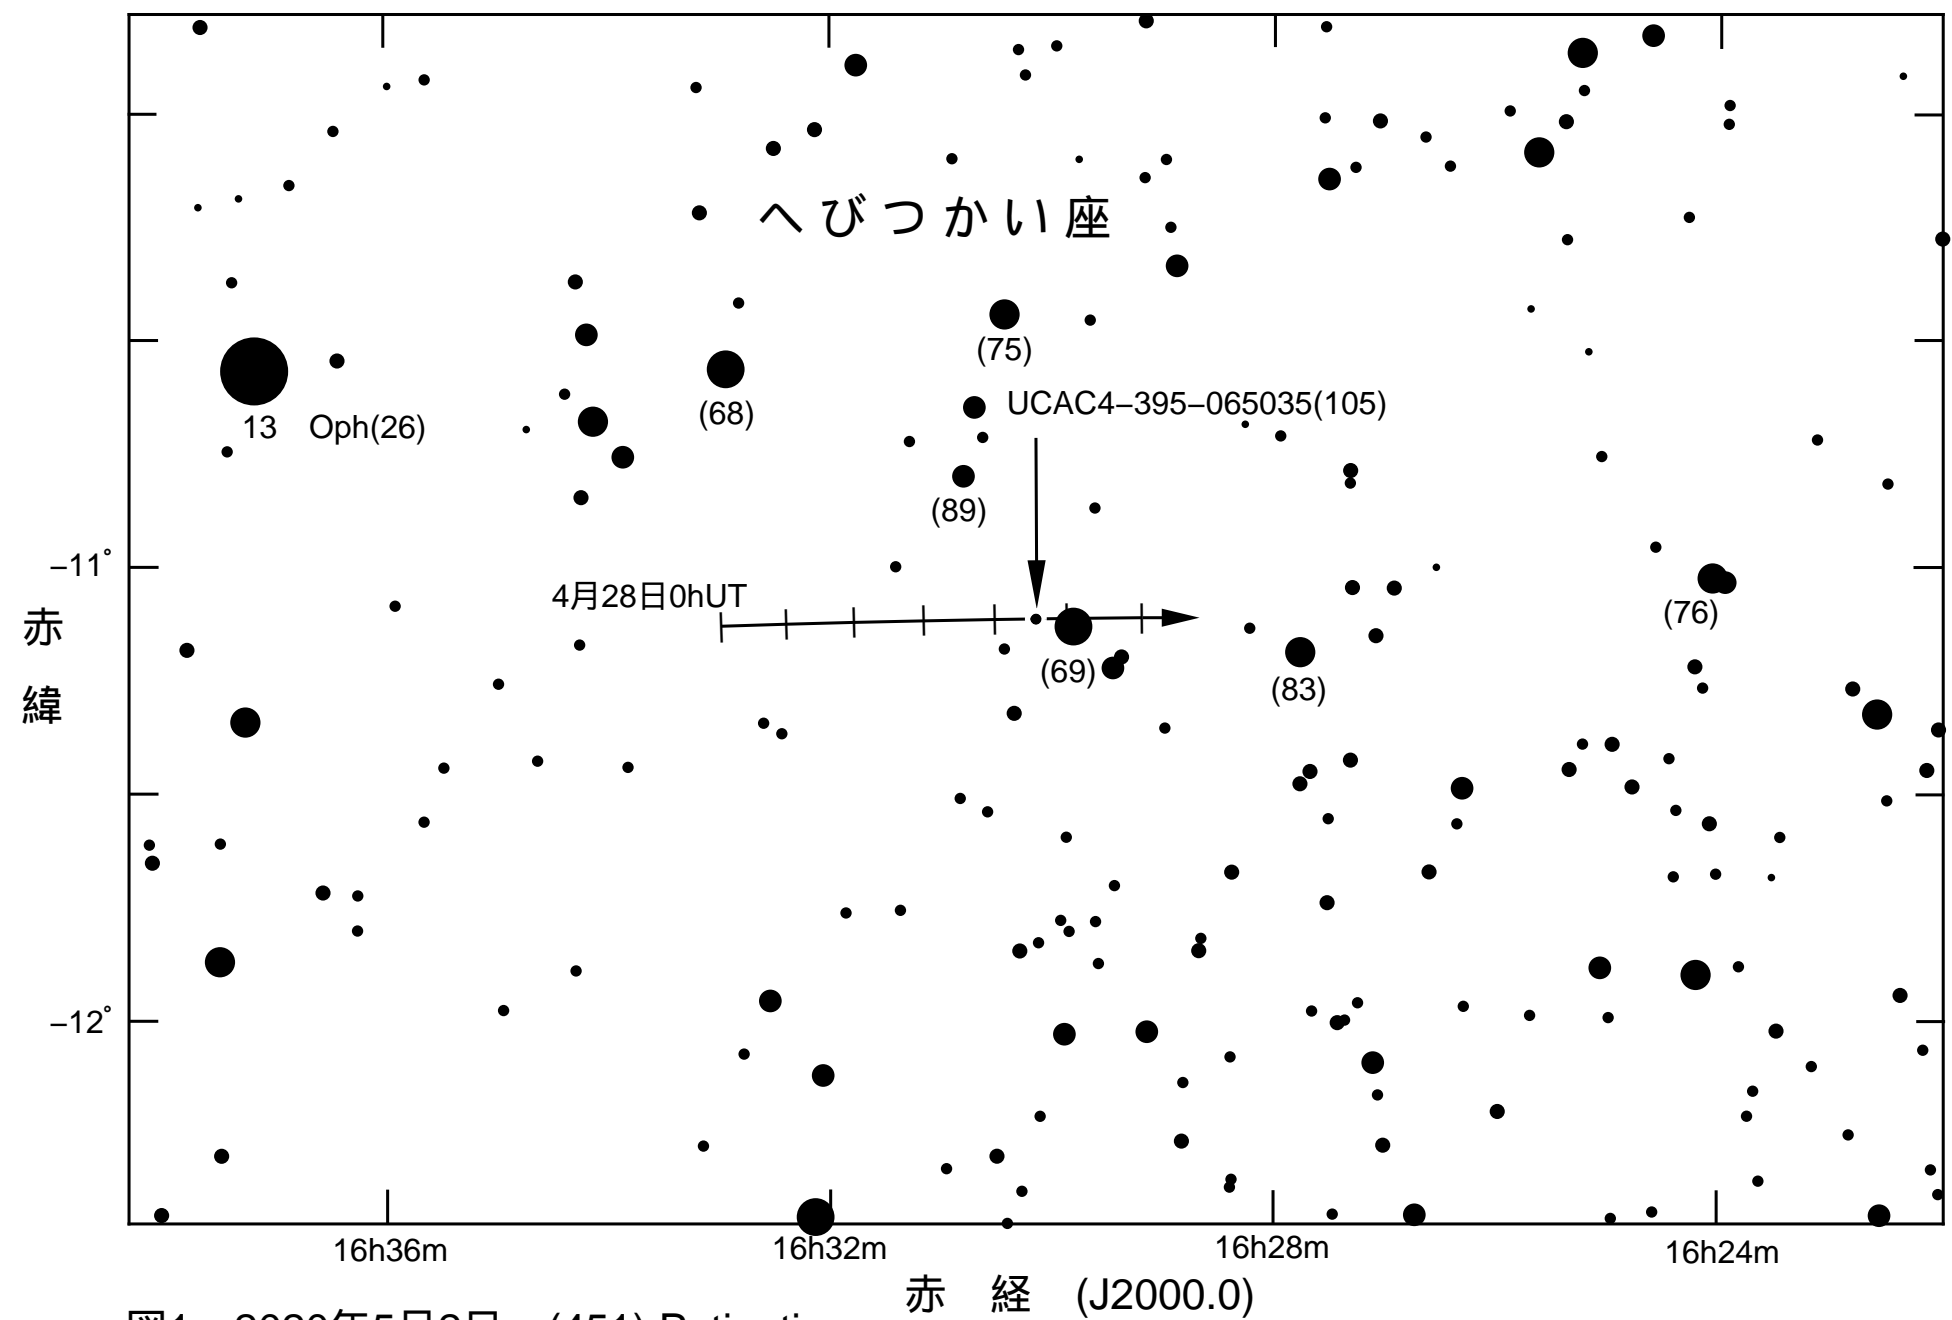 へびつかい座
(75)
UCAC4−395−065035(105)
(68)
13 Oph(26)
(89)
−11°
4月28日0hUT
(76)
赤緯
(69)
(83)
−12°
16h36m
16h32m
16h28m
16h24m
赤 経 (J2000.0)